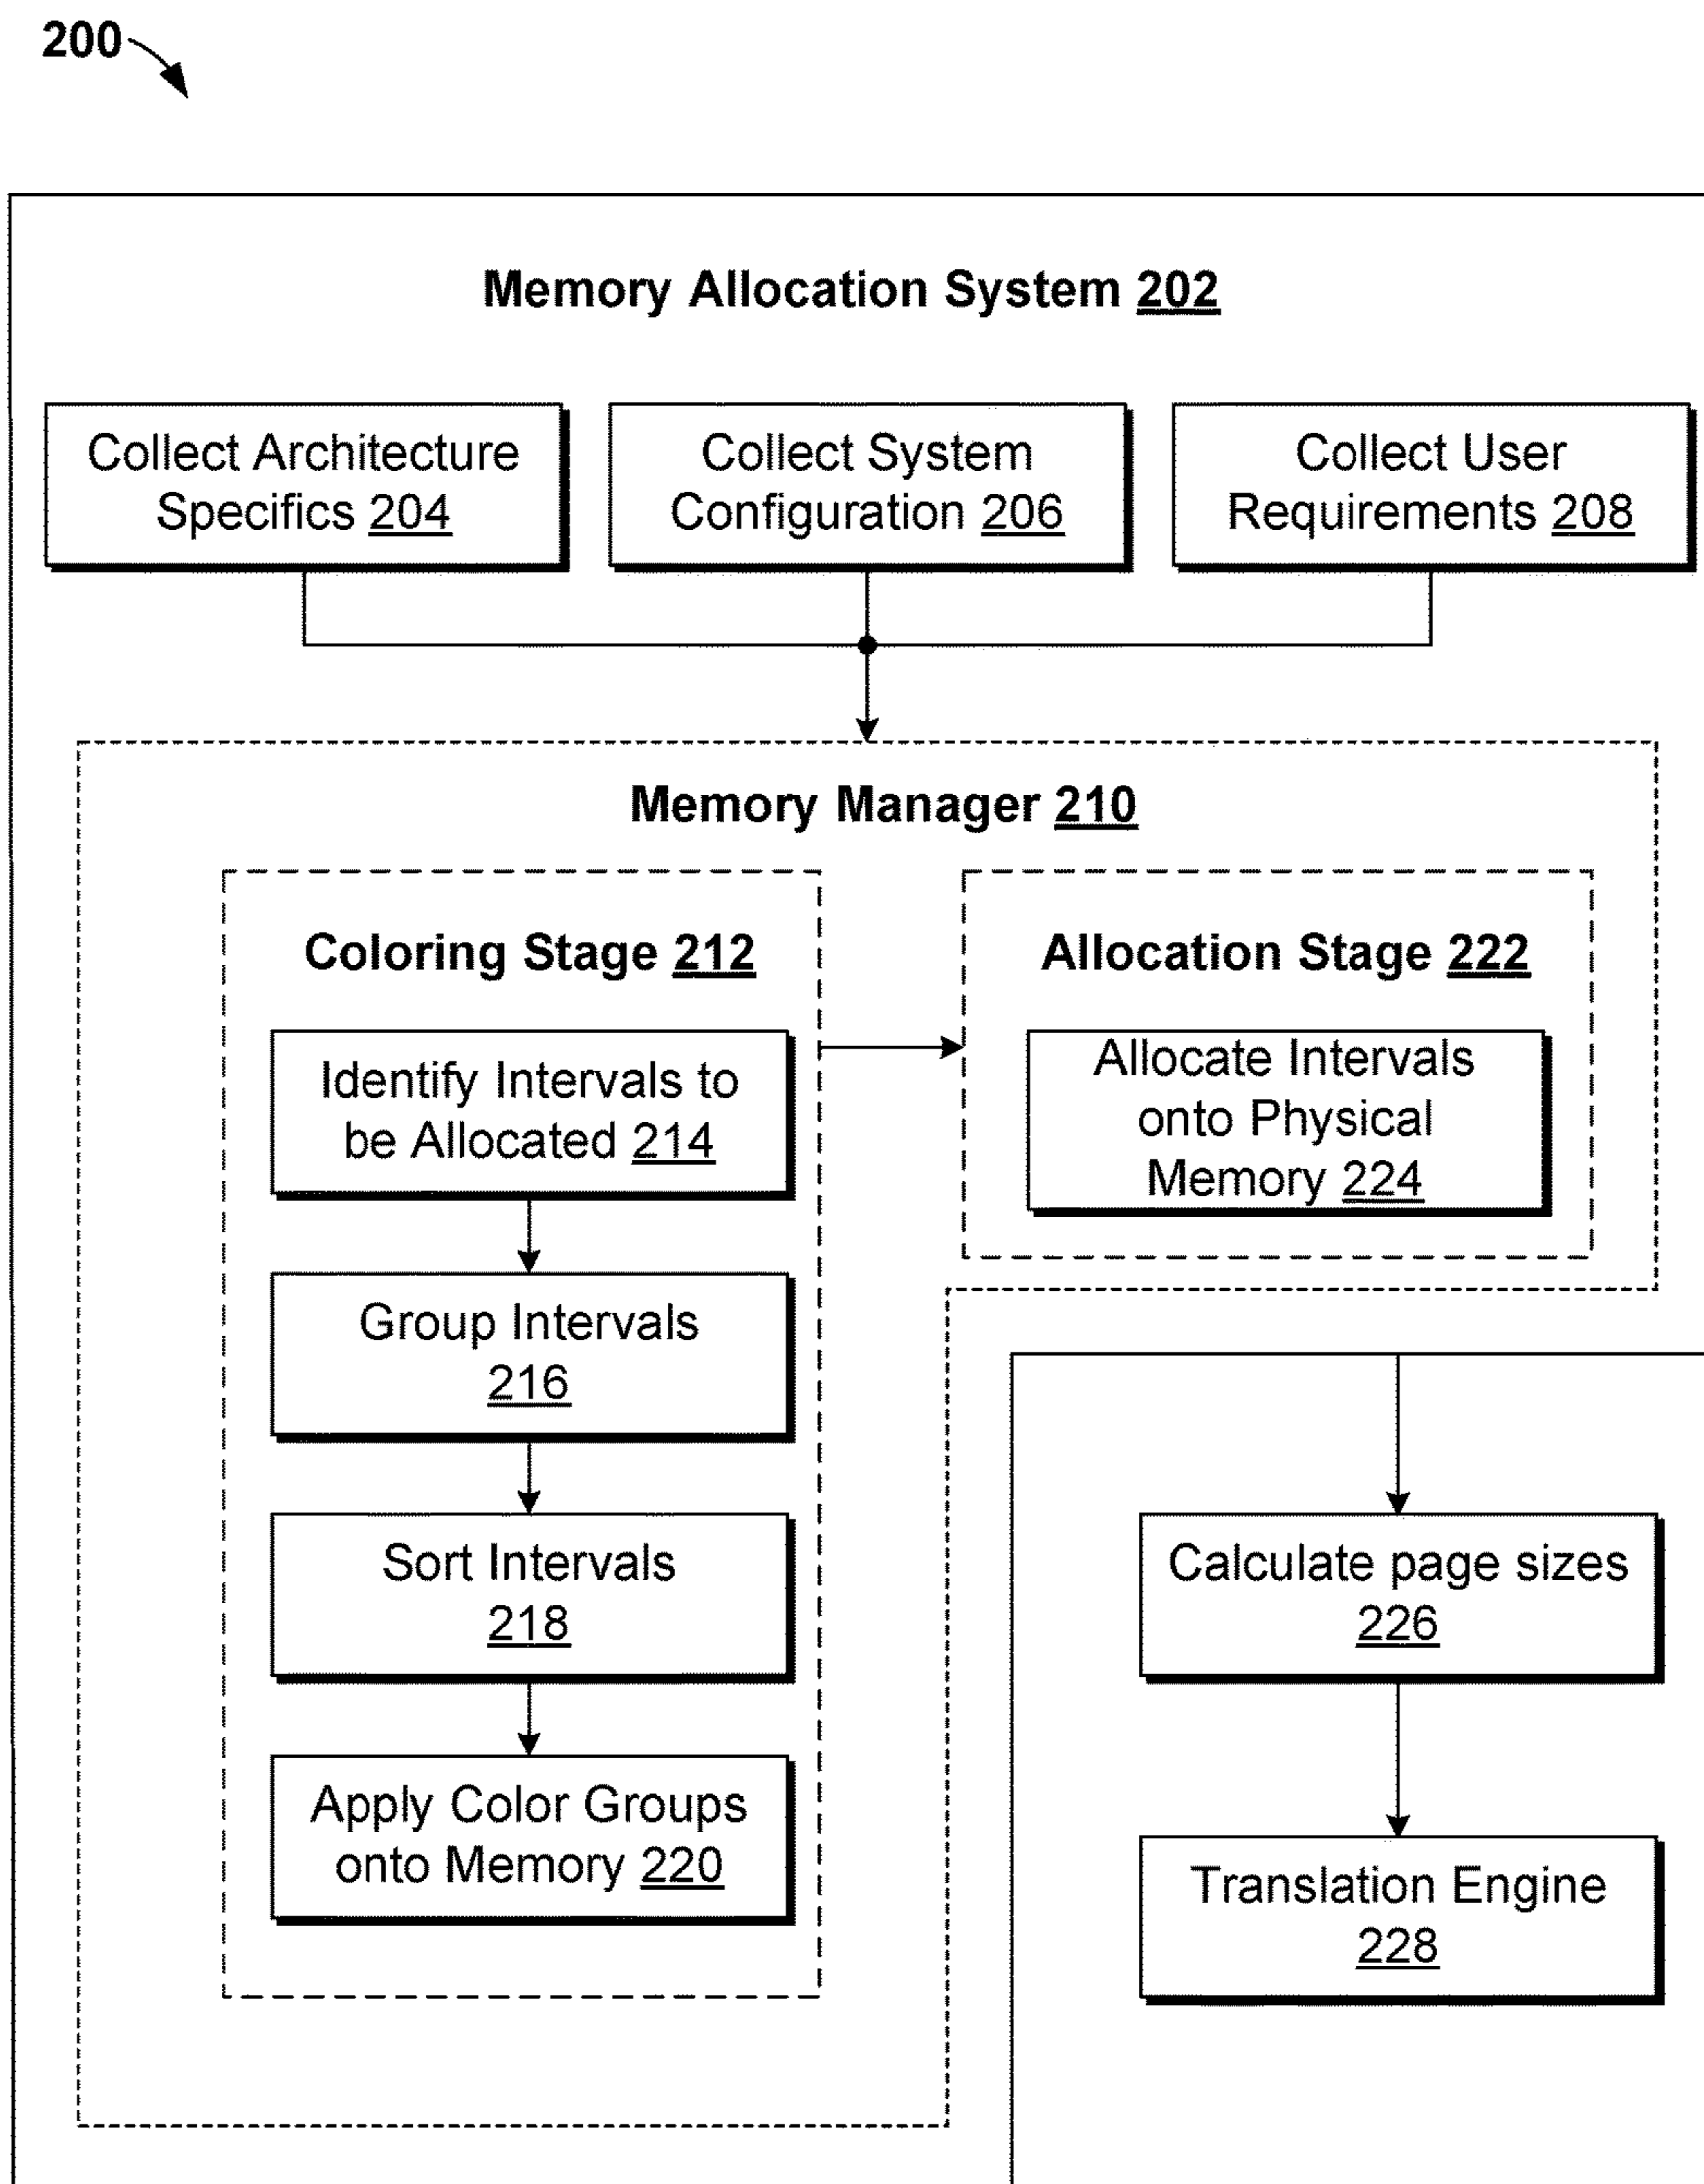 200
Memory Allocation System 202
Collect Architecture
Specifics 204
Collect System
Configuration 206
Collect User
Requirements 208
Memory Manager 210
Coloring Stage 212
Identify Intervals to
be Allocated 214
Group Intervals
216
Sort Intervals
218
Apply Color Groups
onto Memory 220
Allocation Stage 222
Allocate Intervals
onto Physical
Memory 224
Calculate page sizes
226
Translation Engine
228